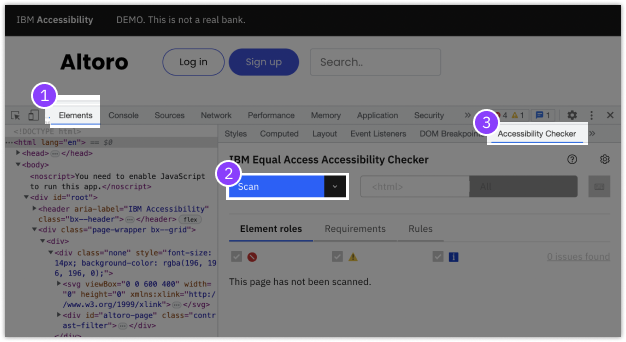 IBM Accessibility DEMO. This is not a real bank.
Altoro Log in Sign up Search..
1
3
Elements Console Sources Network Performance Memory Application Security » 4 1 1
Styles Computed Layout Event Listeners DOM Breakpoin Accessibility Checker »
<!DOCTYPE html>
<html lang="en"> == $0
▶<head>…</head>
▼<body>
<noscript>You need to enable JavaScript
to run this app.</noscript>
▼<div id="root">
▶<header aria-label="IBM Accessibility"
class="bx--header">…</header> flex
▼<div class="page-wrapper bx--grid">
▼<div>
▼<div class="none" style="font-size:
14px; background-color: rgba(196, 19
6, 196, 0);">
▶<svg viewBox="0 0 600 400" width=
"0" height="0" xmlns:xlink="http:/
/www.w3.org/1999/xlink">…</svg>
▶<div id="altoro-page" class="contr
ast-filter">…</div>
</div>
IBM Equal Access Accessibility Checker
2
Scan <html> All
Element roles Requirements Rules
0 issues found
This page has not been scanned.